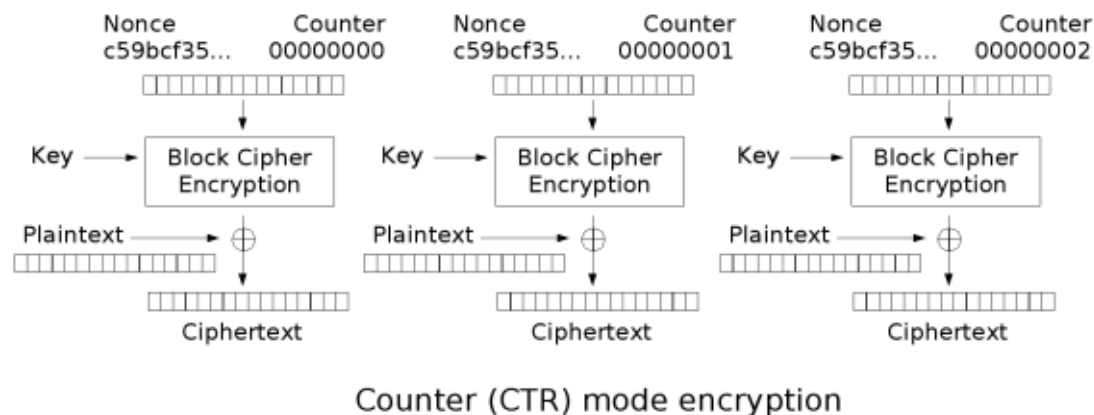 Nonce Counter Nonce Counter Nonce Counter
c59bcf35... 00000000 c59bcf35... 00000001 c59bcf35... 00000002
Key Block Cipher Encryption Key Block Cipher Encryption Key Block Cipher Encryption
Plaintext Plaintext Plaintext
Ciphertext Ciphertext Ciphertext
Counter (CTR) mode encryption